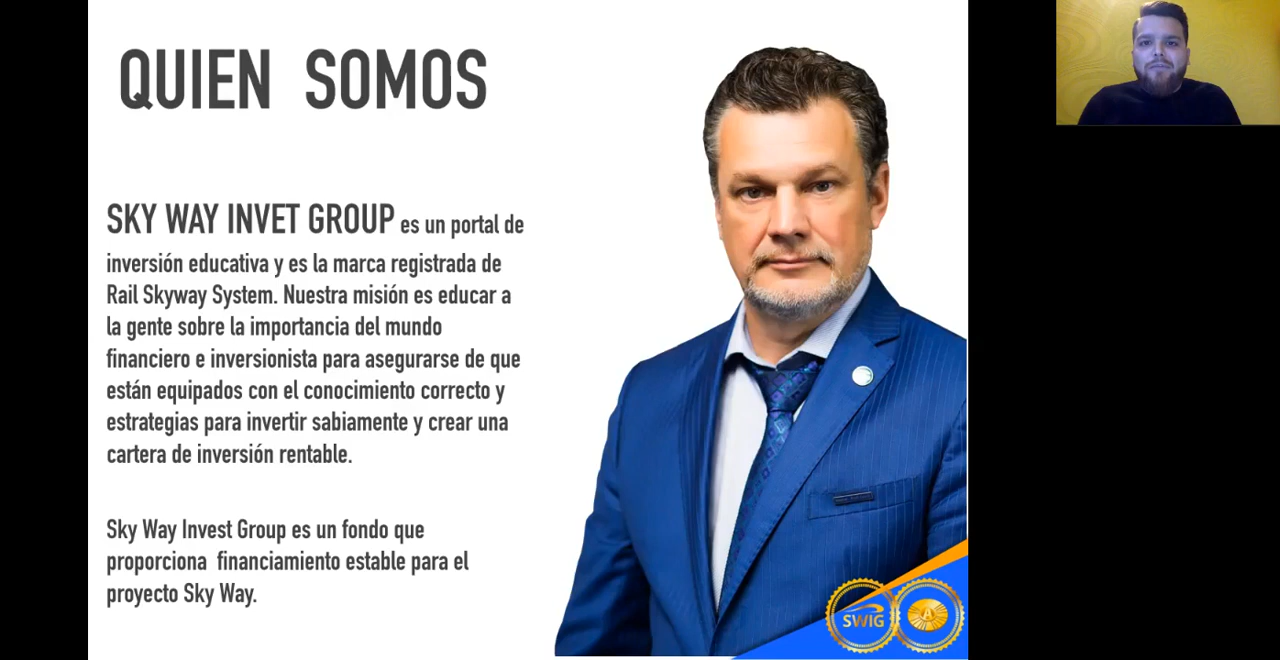 QUIEN SOMOS
SKY WAY INVET GROUP es un portal de
inversión educativa y es la marca registrada de
Rail Skyway System. Nuestra misión es educar a
la gente sobre la importancia del mundo
financiero e inversionista para asegurarse de que
están equipados con el conocimiento correcto y
estrategias para invertir sabiamente y crear una
cartera de inversión rentable.
Sky Way Invest Group es un fondo que
proporciona financiamiento estable para el
proyecto Sky Way.
SWIG
A